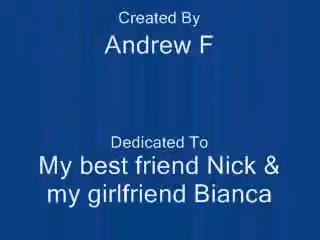 Created By
Andrew F
Dedicated To
My best friend Nick &
my girlfriend Bianca